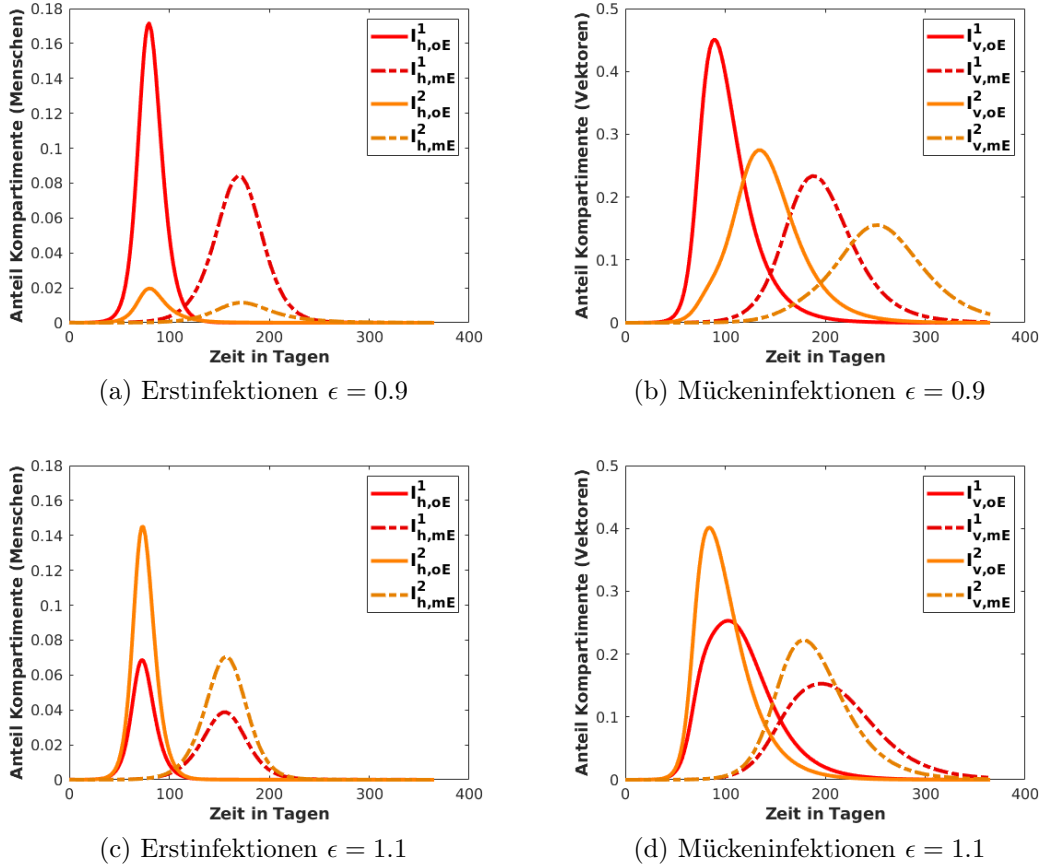 0.18
0.16
0.14
0.12
0.1
0.08
0.06
0.04
0.02
0
Anteil Kompartimente (Menschen)
0 100 200 300 400
Zeit in Tagen
I¹h,oE
I¹h,mE
I²h,oE
I²h,mE
(a) Erstinfektionen ϵ = 0.9
0.5
0.4
0.3
0.2
0.1
0
Anteil Kompartimente (Vektoren)
0 100 200 300 400
Zeit in Tagen
I¹v,oE
I¹v,mE
I²v,oE
I²v,mE
(b) Mückeninfektionen ϵ = 0.9
0.18
0.16
0.14
0.12
0.1
0.08
0.06
0.04
0.02
0
Anteil Kompartimente (Menschen)
0 100 200 300 400
Zeit in Tagen
I¹h,oE
I¹h,mE
I²h,oE
I²h,mE
(c) Erstinfektionen ϵ = 1.1
0.5
0.4
0.3
0.2
0.1
0
Anteil Kompartimente (Vektoren)
0 100 200 300 400
Zeit in Tagen
I¹v,oE
I¹v,mE
I²v,oE
I²v,mE
(d) Mückeninfektionen ϵ = 1.1